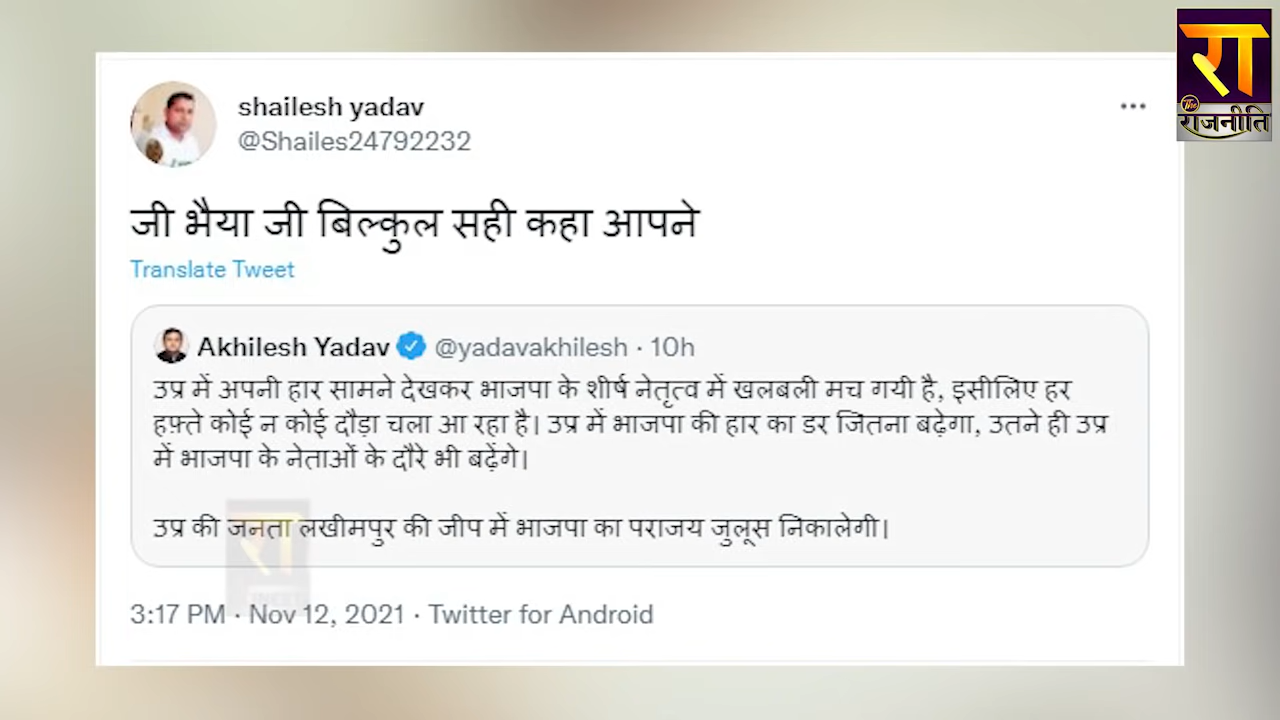 रा
The
राजनीति
shailesh yadav
@Shailes24792232
जी भैया जी बिल्कुल सही कहा आपने
Translate Tweet
Akhilesh Yadav @yadavakhilesh · 10h
उप्र में अपनी हार सामने देखकर भाजपा के शीर्ष नेतृत्व में खलबली मच गयी है, इसीलिए हर
हफ़्ते कोई न कोई दौड़ा चला आ रहा है। उप्र में भाजपा की हार का डर जितना बढ़ेगा, उतने ही उप्र
में भाजपा के नेताओं के दौरे भी बढ़ेंगे।
उप्र की जनता लखीमपुर की जीप में भाजपा का पराजय जुलूस निकालेगी।
रा
3:17 PM · Nov 12, 2021 · Twitter for Android